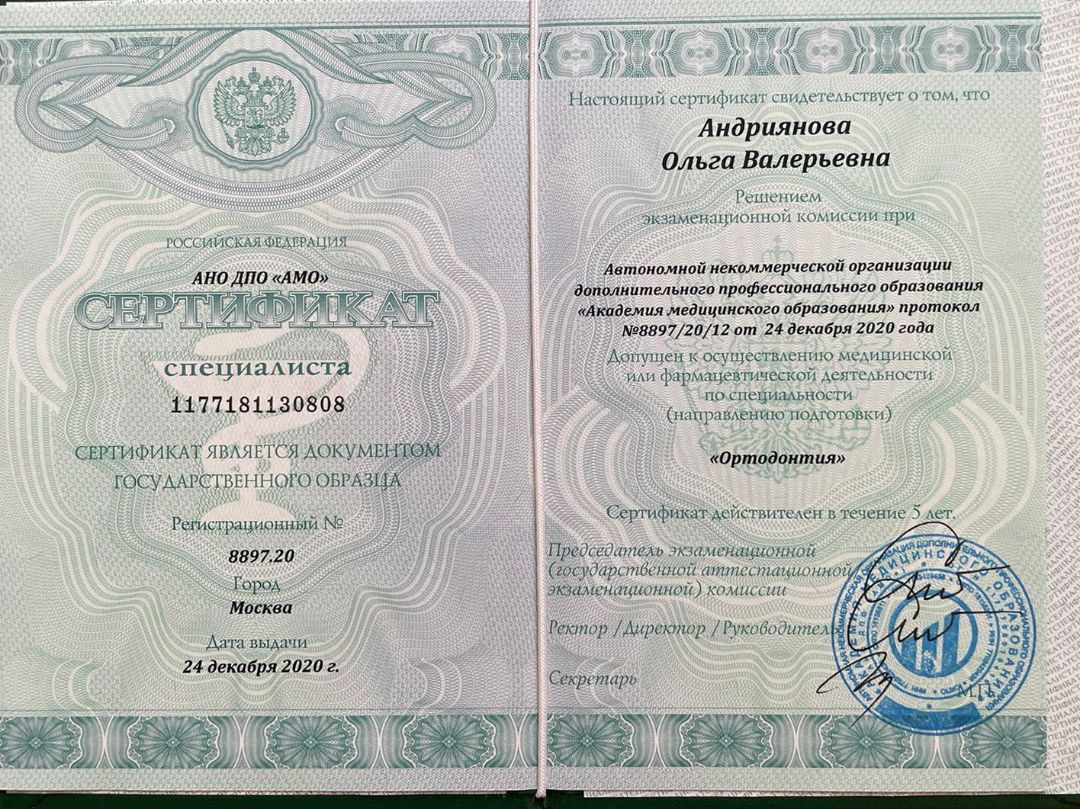 РОССИЙСКАЯ ФЕДЕРАЦИЯ
АНО ДПО «АМО»
СЕРТИФИКАТ
специалиста
1177181130808
СЕРТИФИКАТ ЯВЛЯЕТСЯ ДОКУМЕНТОМ
ГОСУДАРСТВЕННОГО ОБРАЗЦА
Регистрационный №
8897.20
Город
Москва
Дата выдачи
24 декабря 2020 г.
Настоящий сертификат свидетельствует о том, что
Андриянова
Ольга Валерьевна
Решением
экзаменационной комиссии при
Автономной некоммерческой организации
дополнительного профессионального образования
«Академия медицинского образования» протокол
№8897/20/12 от 24 декабря 2020 года
Допущен к осуществлению медицинской
или фармацевтической деятельности
по специальности
(направлению подготовки)
«Ортодонтия»
Сертификат действителен в течение 5 лет.
Председатель экзаменационной
(государственной аттестационной
экзаменационной) комиссии
Ректор / Директор / Руководитель
Секретарь
М.П.